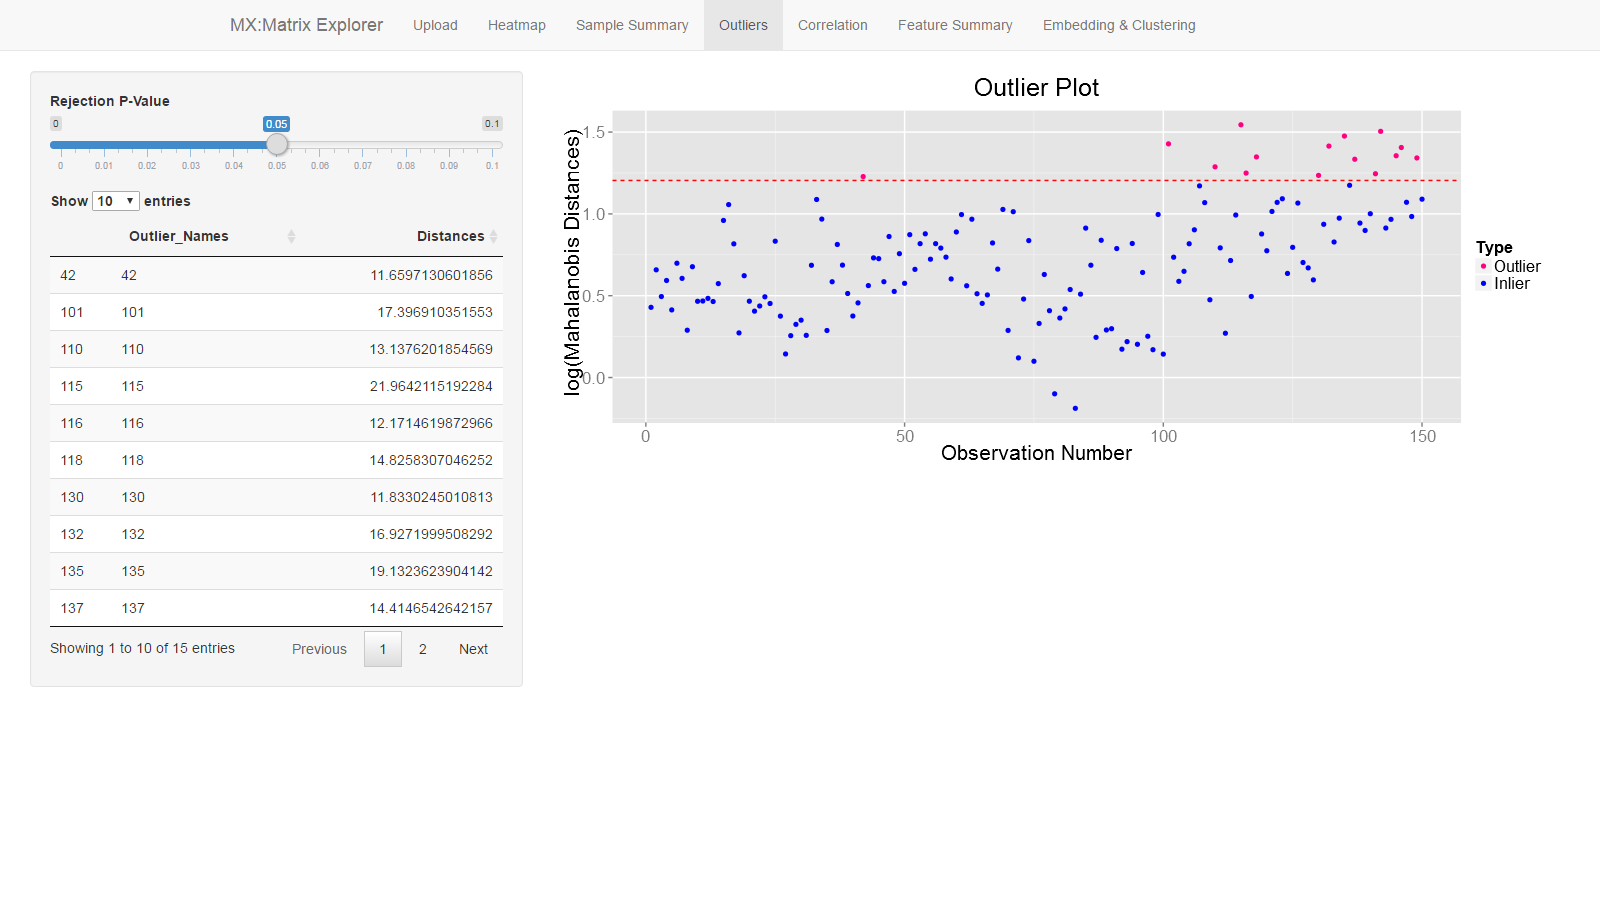 MX:Matrix Explorer Upload Heatmap Sample Summary Outliers Correlation Feature Summary Embedding & Clustering
Rejection P-Value
0 0.05 0.1
0 0.01 0.02 0.03 0.04 0.05 0.06 0.07 0.08 0.09 0.1
Show 10 entries
Outlier_Names Distances
42 42 11.6597130601856
101 101 17.396910351553
110 110 13.1376201854569
115 115 21.9642115192284
116 116 12.1714619872966
118 118 14.8258307046252
130 130 11.8330245010813
132 132 16.9271999508292
135 135 19.1323623904142
137 137 14.4146542642157
Showing 1 to 10 of 15 entries Previous 1 2 Next
Outlier Plot
log(Mahalanobis Distances)
1.5
1.0
0.5
0.0
0 50 100 150
Observation Number
Type
Outlier
Inlier